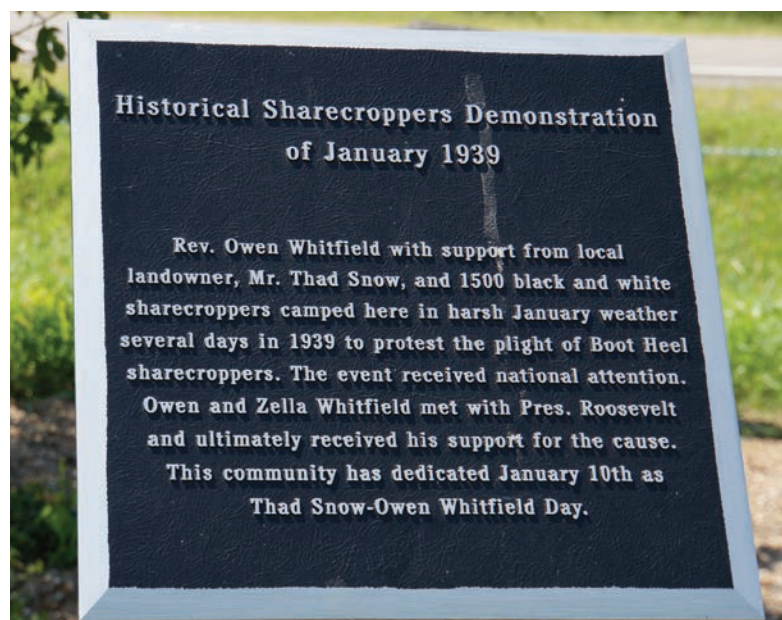 Historical Sharecroppers Demonstration
of January 1939
Rev. Owen Whitfield with support from local
landowner, Mr. Thad Snow, and 1500 black and white
sharecroppers camped here in harsh January weather
several days in 1939 to protest the plight of Boot Heel
sharecroppers. The event received national attention.
Owen and Zella Whitfield met with Pres. Roosevelt
and ultimately received his support for the cause.
This community has dedicated January 10th as
Thad Snow-Owen Whitfield Day.